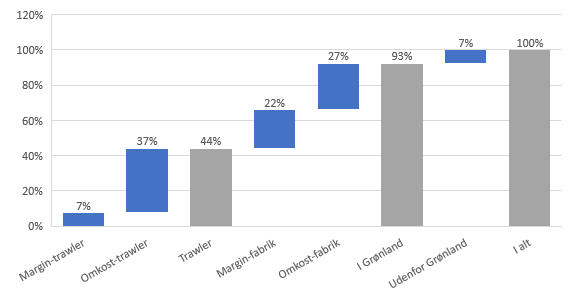 120%
100%
80%
60%
40%
20%
0%
7%
37%
44%
22%
27%
93%
7%
100%
Margin-trawler
Omkost-trawler
Trawler
Margin-fabrik
Omkost-fabrik
I Grønland
Udenfor Grønland
I alt